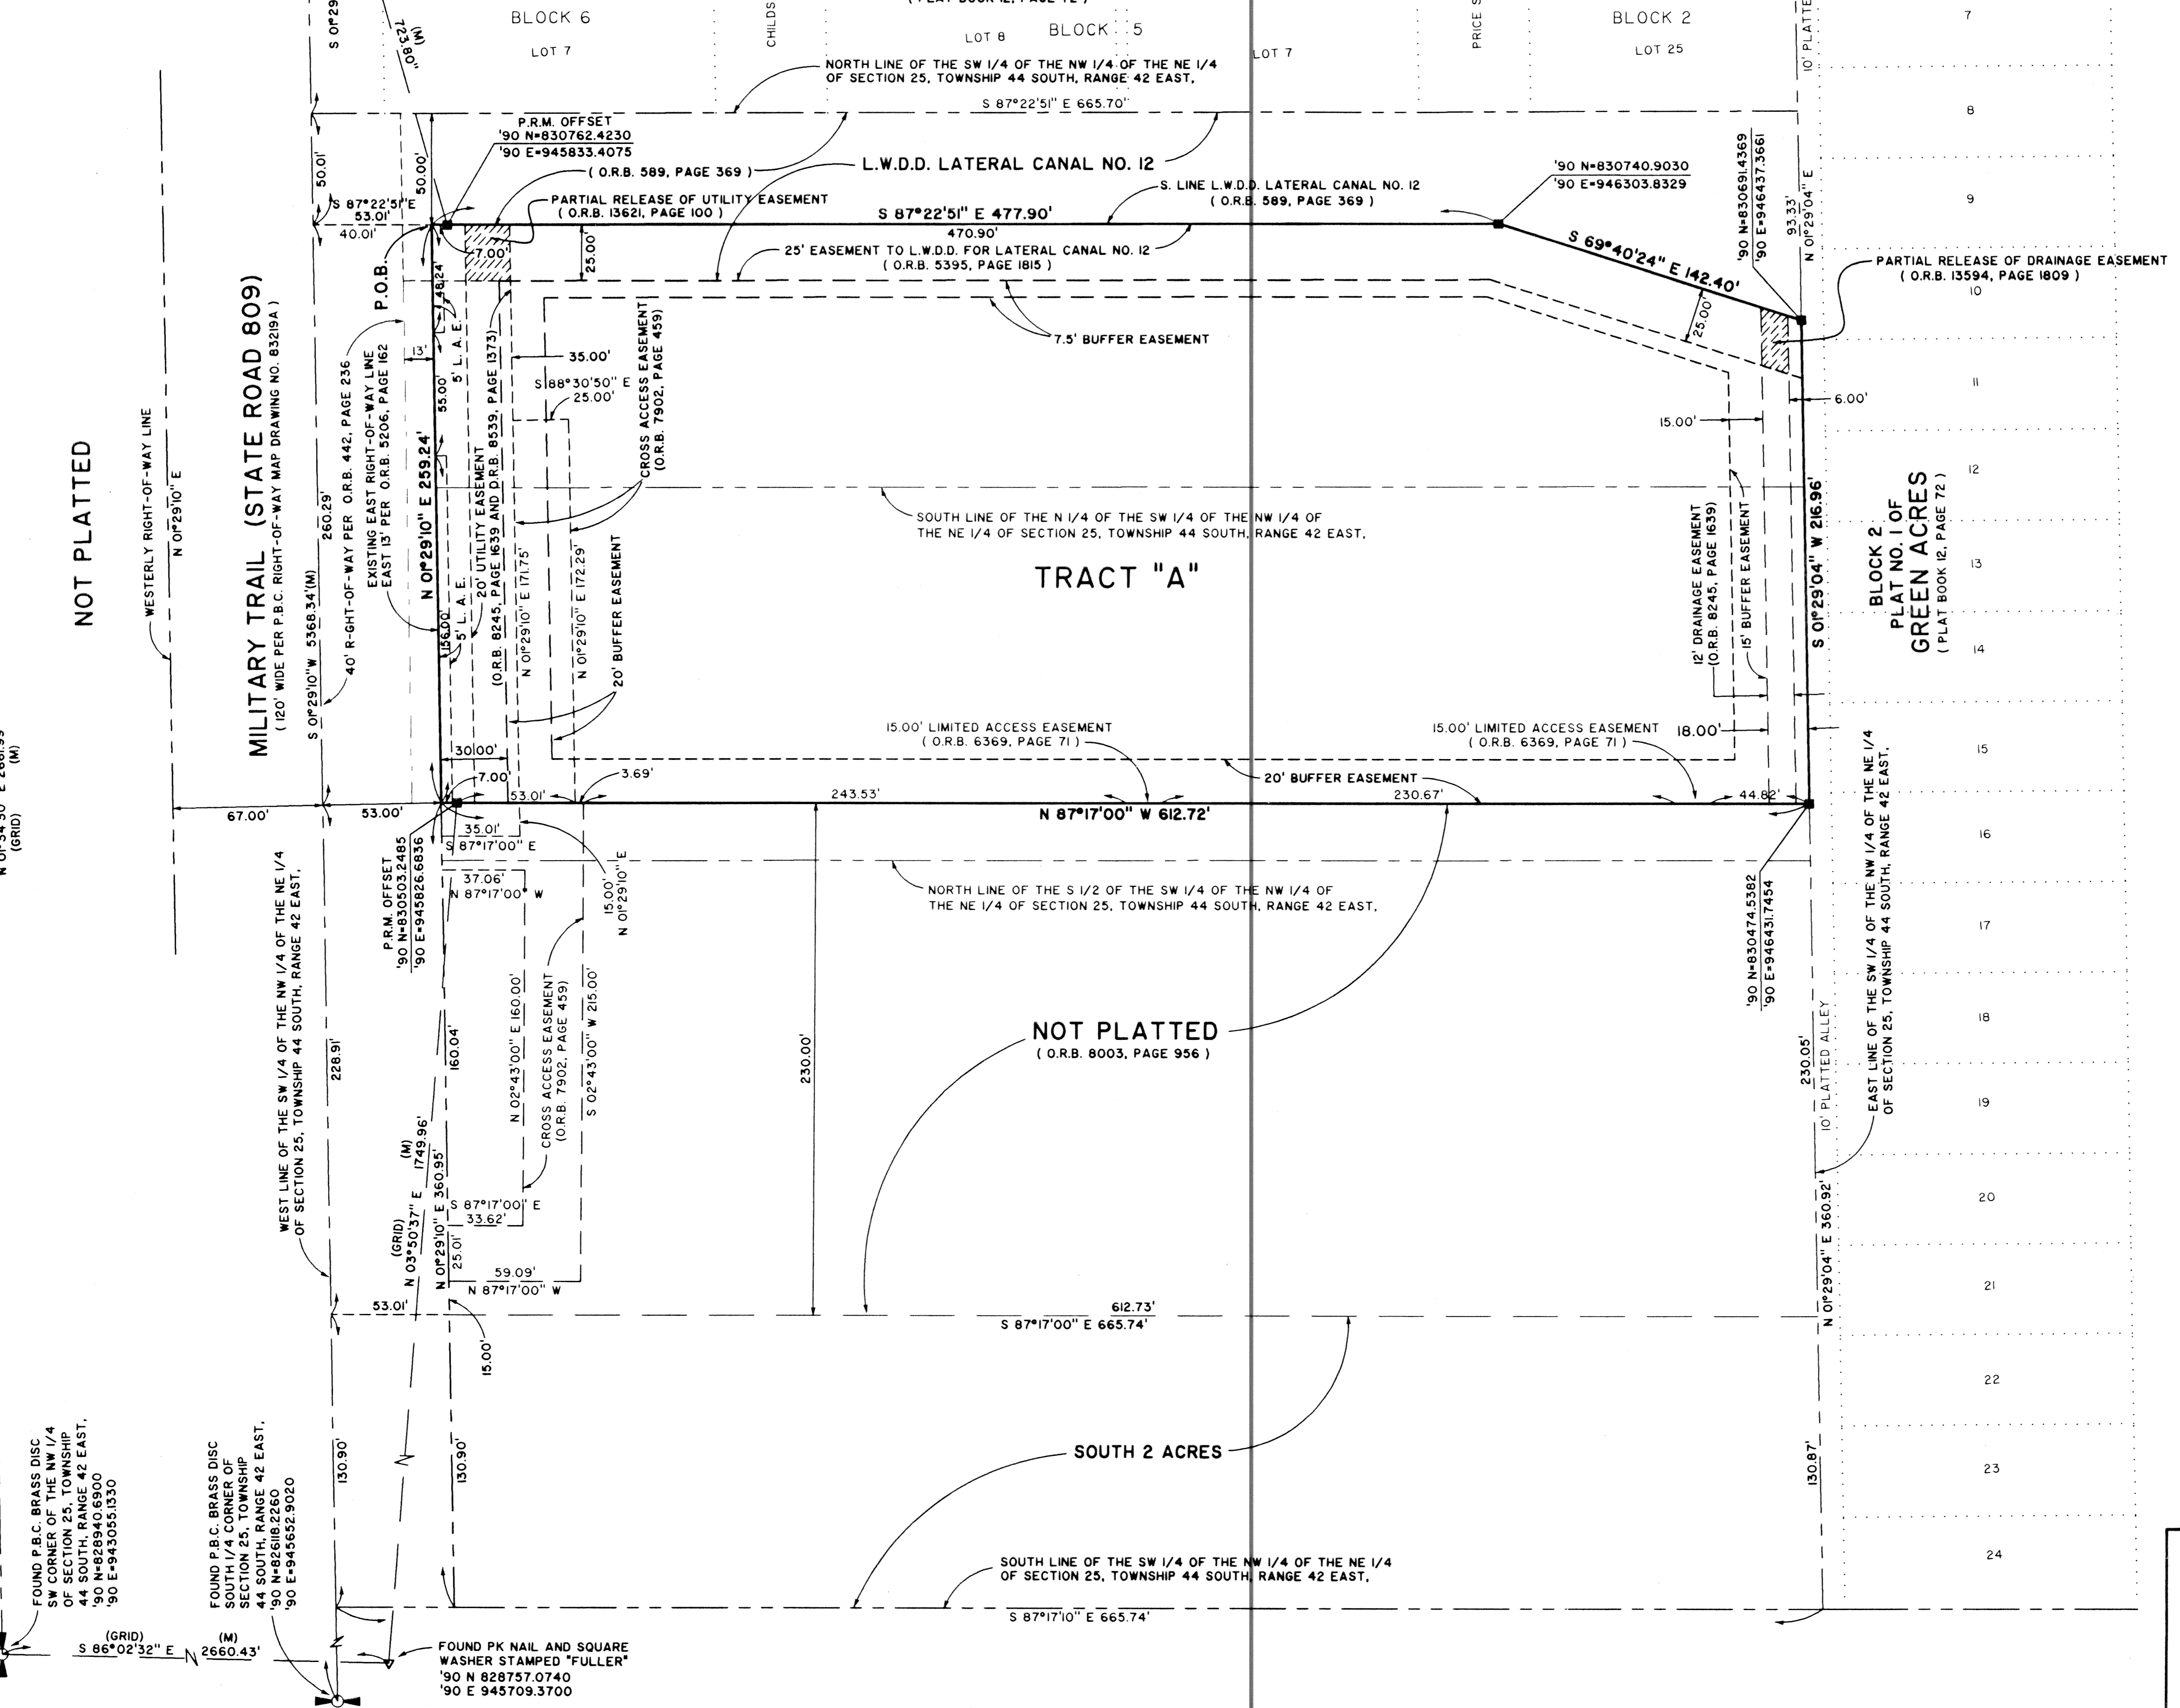 BLOCK 6
LOT 7
CHILDS
LOT 8
BLOCK 5
LOT 7
PRICE S
BLOCK 2
LOT 25
10' PLATTE
7
S 01°29
(M)
723.80'
NORTH LINE OF THE SW 1/4 OF THE NW 1/4 OF THE NE 1/4
OF SECTION 25, TOWNSHIP 44 SOUTH, RANGE 42 EAST.
S 87°22'51" E 665.70'
8
P.R.M. OFFSET
'90 N=830762.4230
'90 E=945833.4075
50.01'
50.00'
( O.R.B. 589, PAGE 369 )
L.W.D.D. LATERAL CANAL NO. 12
'90 N=830740.9030
'90 E=946303.8329
'90 N=830691.4369
'90 E=946437.3661
93.33'
N 01°29'04" E
S 87°22'51" E
53.01'
40.01'
PARTIAL RELEASE OF UTILITY EASEMENT
( O.R.B. 13621, PAGE 100 )
S. LINE L.W.D.D. LATERAL CANAL NO. 12
( O.R.B. 589, PAGE 369 )
9
S 87°22'51" E 477.90'
470.90'
7.00'
25.00'
25' EASEMENT TO L.W.D.D. FOR LATERAL CANAL NO. 12
( O.R.B. 5395, PAGE 1815 )
S 69°40'24" E 142.40'
25.00'
PARTIAL RELEASE OF DRAINAGE EASEMENT
( O.R.B. 13594, PAGE 1809 )
10
P.O.B.
48.24'
5' L. A. E.
13'
55.00'
7.5' BUFFER EASEMENT
35.00'
S 88°30'50" E
25.00'
CROSS ACCESS EASEMENT
(O.R.B. 7902, PAGE 459)
11
6.00'
15.00'
NOT PLATTED
WESTERLY RIGHT-OF-WAY LINE
N 01°29'10" E
MILITARY TRAIL (STATE ROAD 809)
( 120' WIDE PER P.B.C. RIGHT-OF-WAY MAP DRAWING NO. 83219A )
S 01°29'10" W 5368.34'(M)
260.29'
40' R-GHT-OF-WAY PER O.R.B. 442, PAGE 236
EXISTING EAST RIGHT-OF-WAY LINE
EAST 13' PER O.R.B. 5206, PAGE 162
N 01°29'10" E 259.24'
156.00'
5' L. A. E.
20' UTILITY EASEMENT
(O.R.B. 8245, PAGE 1639 AND O.R.B. 8539, PAGE 1373)
N 01°29'10" E 171.75'
N 01°29'10" E 172.29'
20' BUFFER EASEMENT
12
SOUTH LINE OF THE N 1/4 OF THE SW 1/4 OF THE NW 1/4 OF
THE NE 1/4 OF SECTION 25, TOWNSHIP 44 SOUTH, RANGE 42 EAST.
TRACT "A"
12' DRAINAGE EASEMENT
(O.R.B. 8245, PAGE 1639)
15' BUFFER EASEMENT
S 01°29'04" W 216.96'
BLOCK 2
PLAT NO. 1 OF
GREEN ACRES
( PLAT BOOK 12, PAGE 72 )
13
14
15.00' LIMITED ACCESS EASEMENT
( O.R.B. 6369, PAGE 71 )
15.00' LIMITED ACCESS EASEMENT
( O.R.B. 6369, PAGE 71 )
18.00'
15
30.00'
7.00'
3.69'
20' BUFFER EASEMENT
67.00'
53.00'
53.01'
243.53'
N 87°17'00" W 612.72'
230.67'
44.82'
(M)
(GRID)
35.01'
S 87°17'00" E
16
P.R.M. OFFSET
'90 N=830503.2485
'90 E=945826.6836
37.06'
N 87°17'00" W
15.00'
N 01°29'10" E
NORTH LINE OF THE S 1/2 OF THE SW 1/4 OF THE NW 1/4 OF
THE NE 1/4 OF SECTION 25, TOWNSHIP 44 SOUTH, RANGE 42 EAST.
'90 N=830474.5382
'90 E=946431.7454
17
EAST LINE OF THE SW 1/4 OF THE NW 1/4 OF THE NE 1/4
OF SECTION 25, TOWNSHIP 44 SOUTH, RANGE 42 EAST.
WEST LINE OF THE SW 1/4 OF THE NW 1/4 OF THE NE 1/4
OF SECTION 25, TOWNSHIP 44 SOUTH, RANGE 42 EAST.
228.91'
160.04'
N 02°43'00" E 160.00'
CROSS ACCESS EASEMENT
(O.R.B. 7902, PAGE 459)
S 02°43'00" W 215.00'
230.00'
NOT PLATTED
( O.R.B. 8003, PAGE 956 )
230.05'
10' PLATTED ALLEY
18
19
(GRID) (M)
N 03°50'37" E 1749.96'
N 01°29'10" E 360.95'
S 87°17'00" E
33.62'
25.01'
59.09'
N 87°17'00" W
20
N 01°29'04" E 360.92'
21
53.01'
612.73'
S 87°17'00" E 665.74'
15.00'
22
130.90'
130.90'
SOUTH 2 ACRES
130.87'
23
FOUND P.B.C. BRASS DISC
SW CORNER OF THE NW 1/4
OF SECTION 25, TOWNSHIP
44 SOUTH, RANGE 42 EAST.
'90 N=828940.6900
'90 E=943055.1330
FOUND P.B.C. BRASS DISC
SOUTH 1/4 CORNER OF
SECTION 25, TOWNSHIP
44 SOUTH, RANGE 42 EAST.
'90 N=826118.2260
'90 E=945652.9020
SOUTH LINE OF THE SW 1/4 OF THE NW 1/4 OF THE NE 1/4
OF SECTION 25, TOWNSHIP 44 SOUTH, RANGE 42 EAST.
24
S 87°17'10" E 665.74'
(GRID) (M)
S 86°02'32" E 2660.43'
FOUND PK NAIL AND SQUARE
WASHER STAMPED "FULLER"
'90 N 828757.0740
'90 E 945709.3700